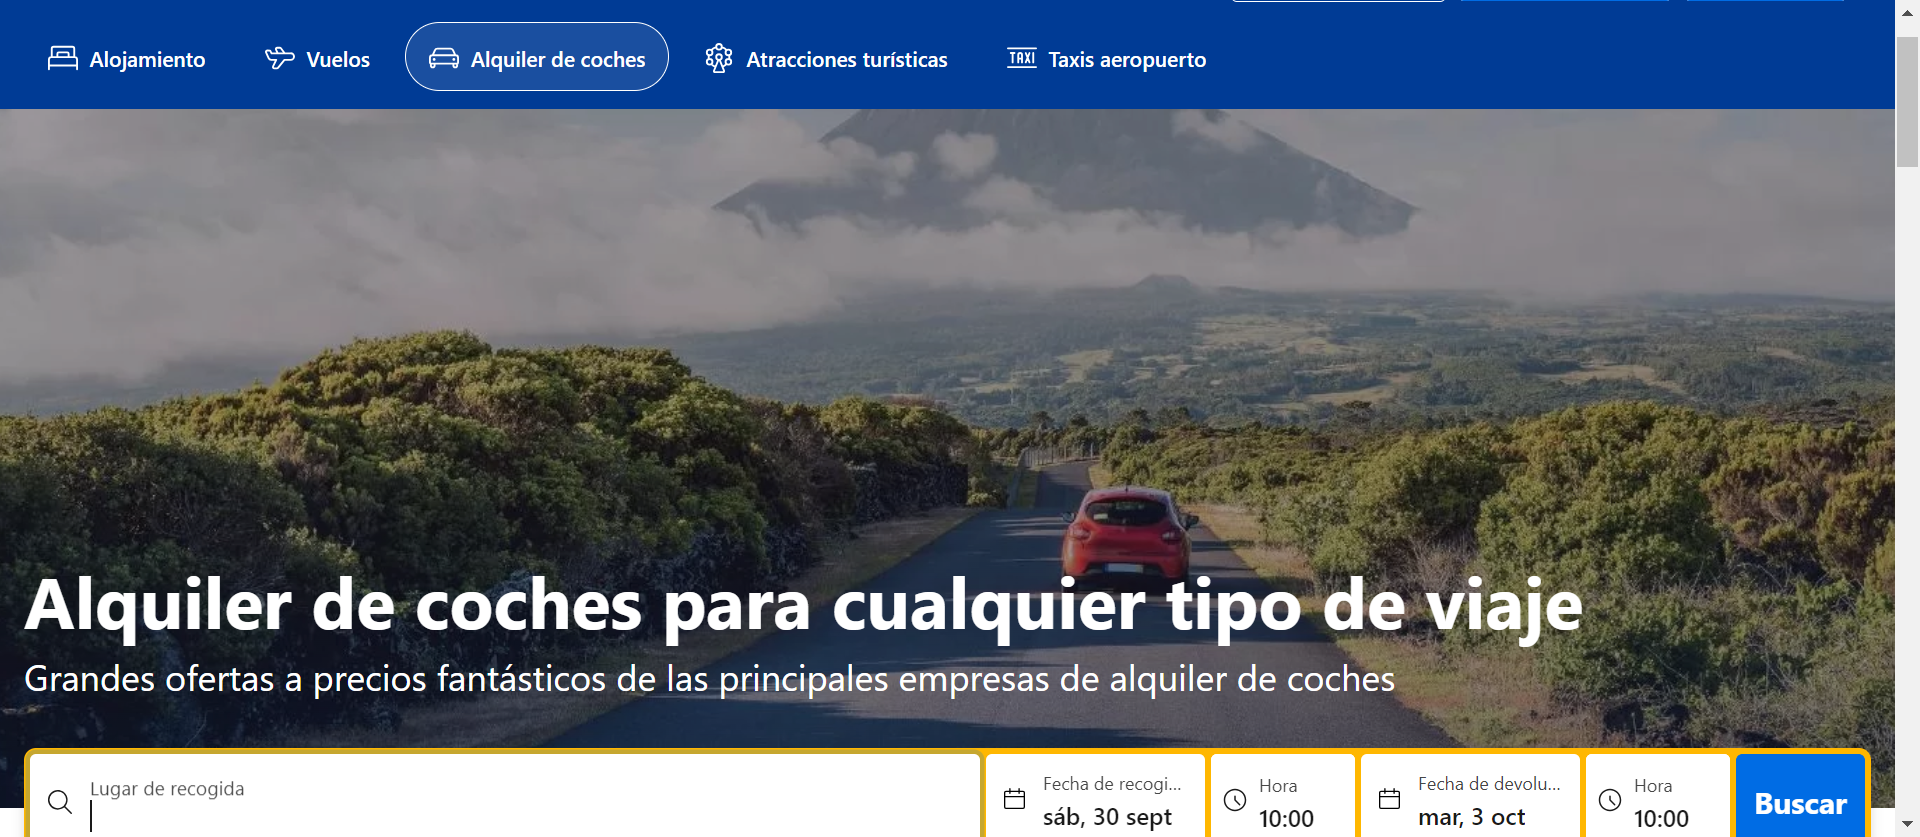 Alojamiento
Vuelos
Alquiler de coches
Atracciones turísticas
TAXI Taxis aeropuerto
Alquiler de coches para cualquier tipo de viaje
Grandes ofertas a precios fantásticos de las principales empresas de alquiler de coches
Lugar de recogida
Fecha de recogi...
sáb, 30 sept
Hora
10:00
Fecha de devolu...
mar, 3 oct
Hora
10:00
Buscar